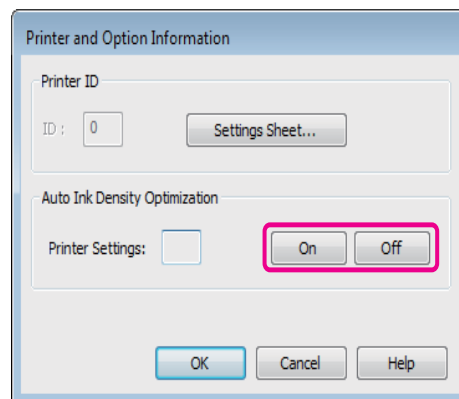 Printer and Option Information
Printer ID
ID : 0 Settings Sheet...
Auto Ink Density Optimization
Printer Settings: On Off
OK Cancel Help